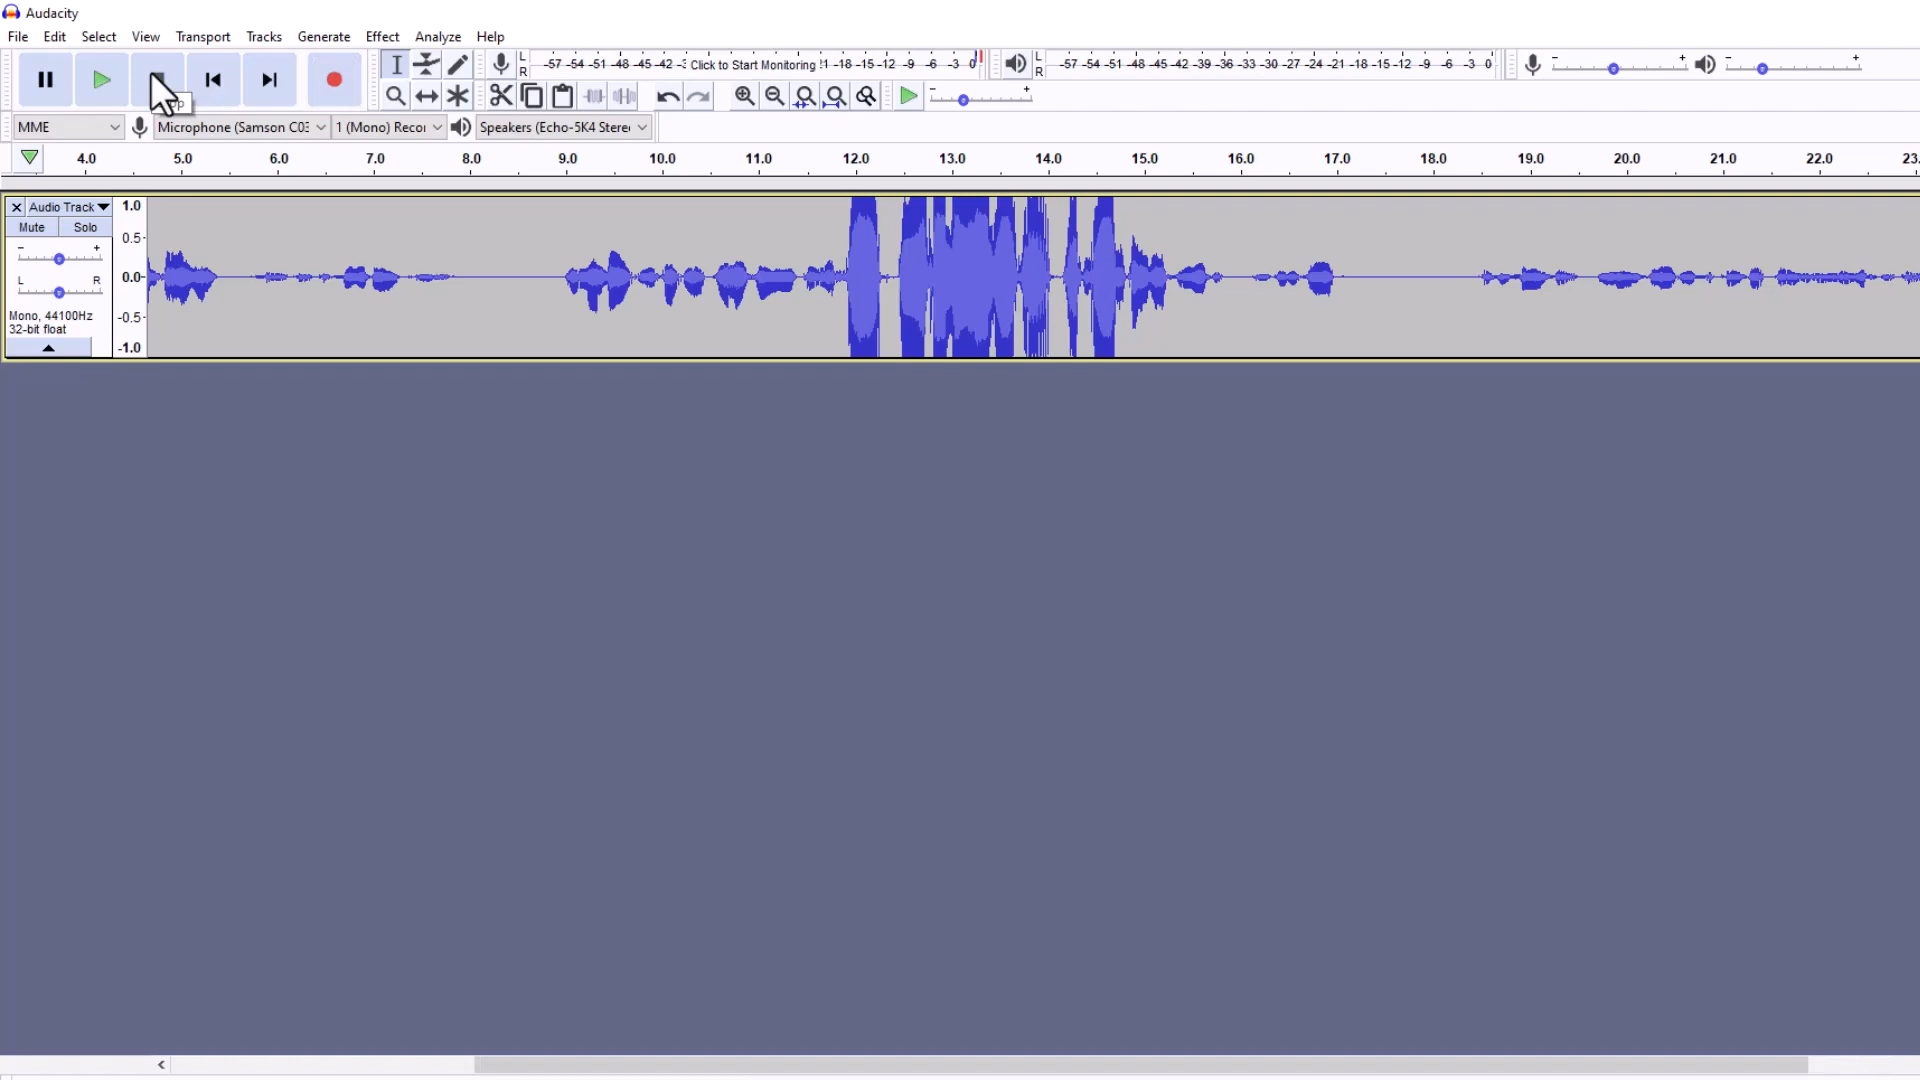 Audacity
File Edit Select View Transport Tracks Generate Effect Analyze Help
L
R
-57 -54 -51 -48 -45 -42 Click to Start Monitoring -18 -15 -12 -9 -6 -3 0
L
R
-57 -54 -51 -48 -45 -42 -39 -36 -33 -30 -27 -24 -21 -18 -15 -12 -9 -6 -3 0
- + - +
- +
MME Microphone (Samson C03 1 (Mono) Recor Speakers (Echo-5K4 Stereo
4.0 5.0 6.0 7.0 8.0 9.0 10.0 11.0 12.0 13.0 14.0 15.0 16.0 17.0 18.0 19.0 20.0 21.0 22.0 23.
Audio Track 1.0
Mute Solo
- + 0.5
L R 0.0
Mono, 44100Hz -0.5
32-bit float
-1.0